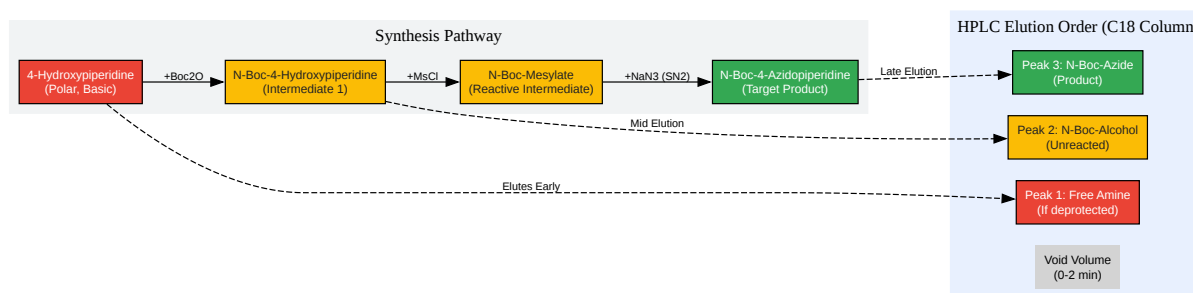 Synthesis Pathway
4-Hydroxypiperidine
(Polar, Basic)
+Boc2O
N-Boc-4-Hydroxypiperidine
(Intermediate 1)
+MsCl
N-Boc-Mesylate
(Reactive Intermediate)
+NaN3 (SN2)
N-Boc-4-Azidopiperidine
(Target Product)
Late Elution
Mid Elution
Elutes Early
HPLC Elution Order (C18 Column
Peak 3: N-Boc-Azide
(Product)
Peak 2: N-Boc-Alcohol
(Unreacted)
Peak 1: Free Amine
(If deprotected)
Void Volume
(0-2 min)